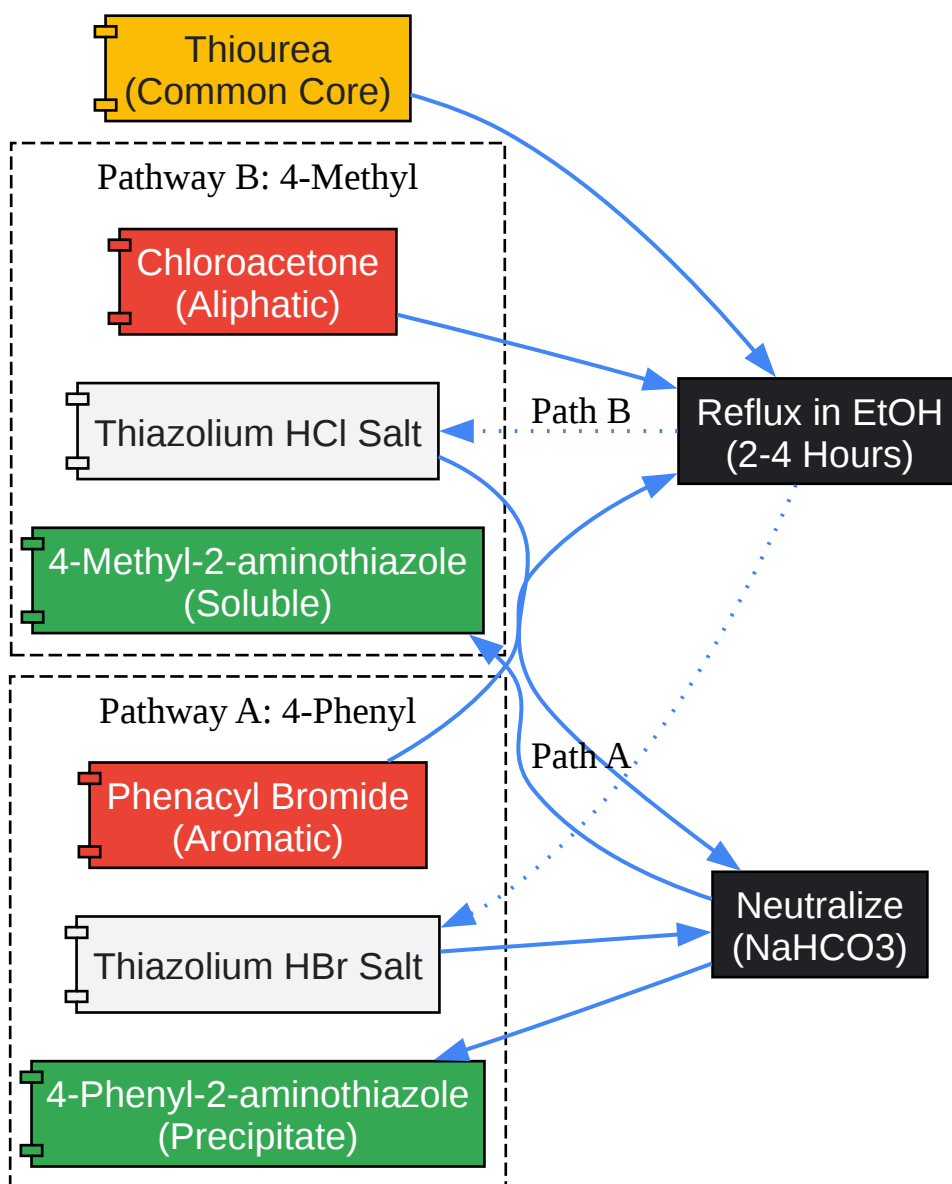 Thiourea
(Common Core)
Pathway B: 4-Methyl
Chloroacetone
(Aliphatic)
Thiazolium HCl Salt
Path B
Reflux in EtOH
(2-4 Hours)
4-Methyl-2-aminothiazole
(Soluble)
Pathway A: 4-Phenyl
Path A
Phenacyl Bromide
(Aromatic)
Thiazolium HBr Salt
Neutralize
(NaHCO3)
4-Phenyl-2-aminothiazole
(Precipitate)